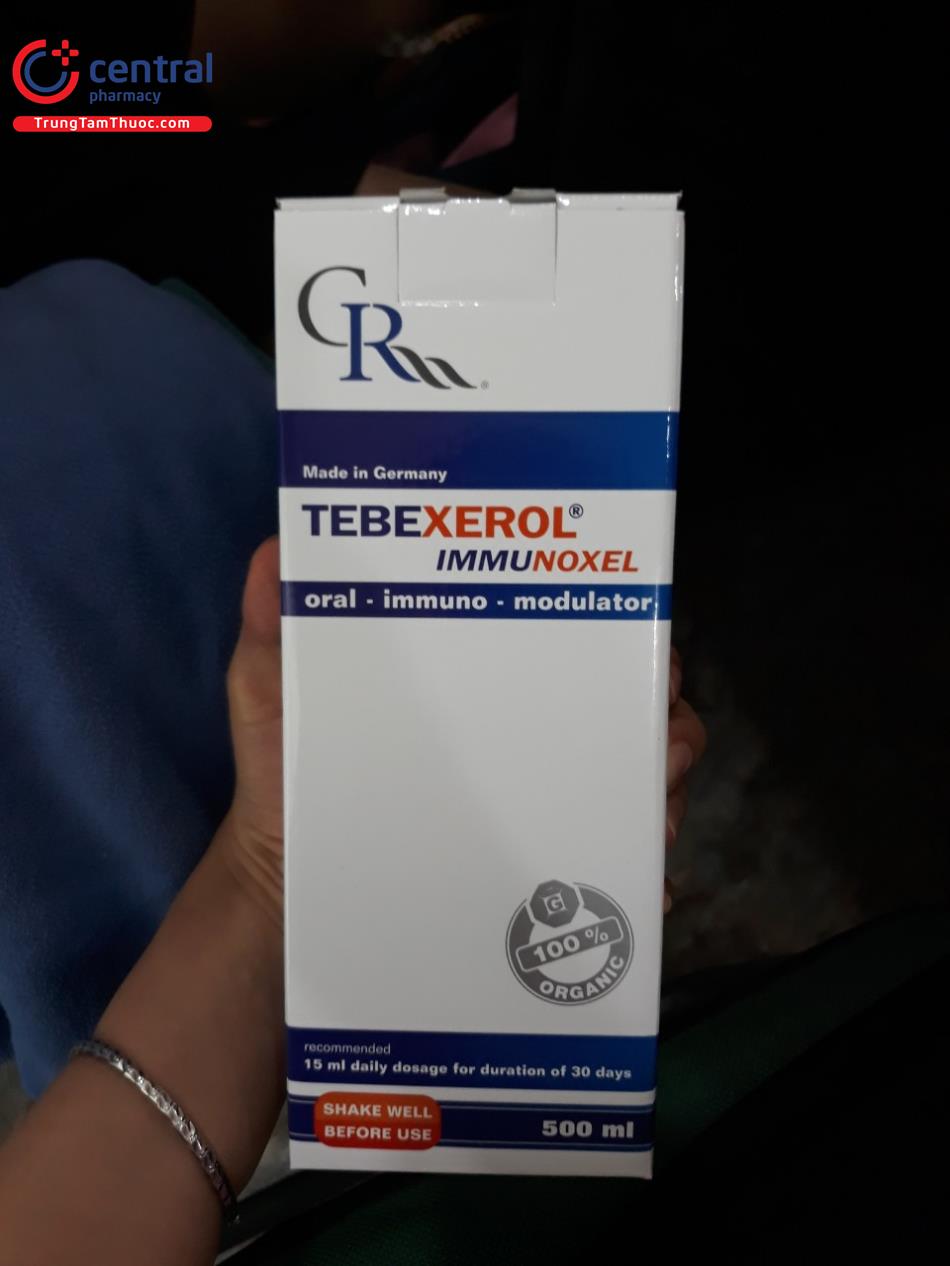 central
pharmacy
TrungTamThuoc.com
CR
®
Made in Germany
TEBEXEROL®
IMMUNOXEL
oral - immuno - modulator
G
100 %
ORGANIC
recommended
15 ml daily dosage for duration of 30 days
SHAKE WELL
BEFORE USE
500 ml